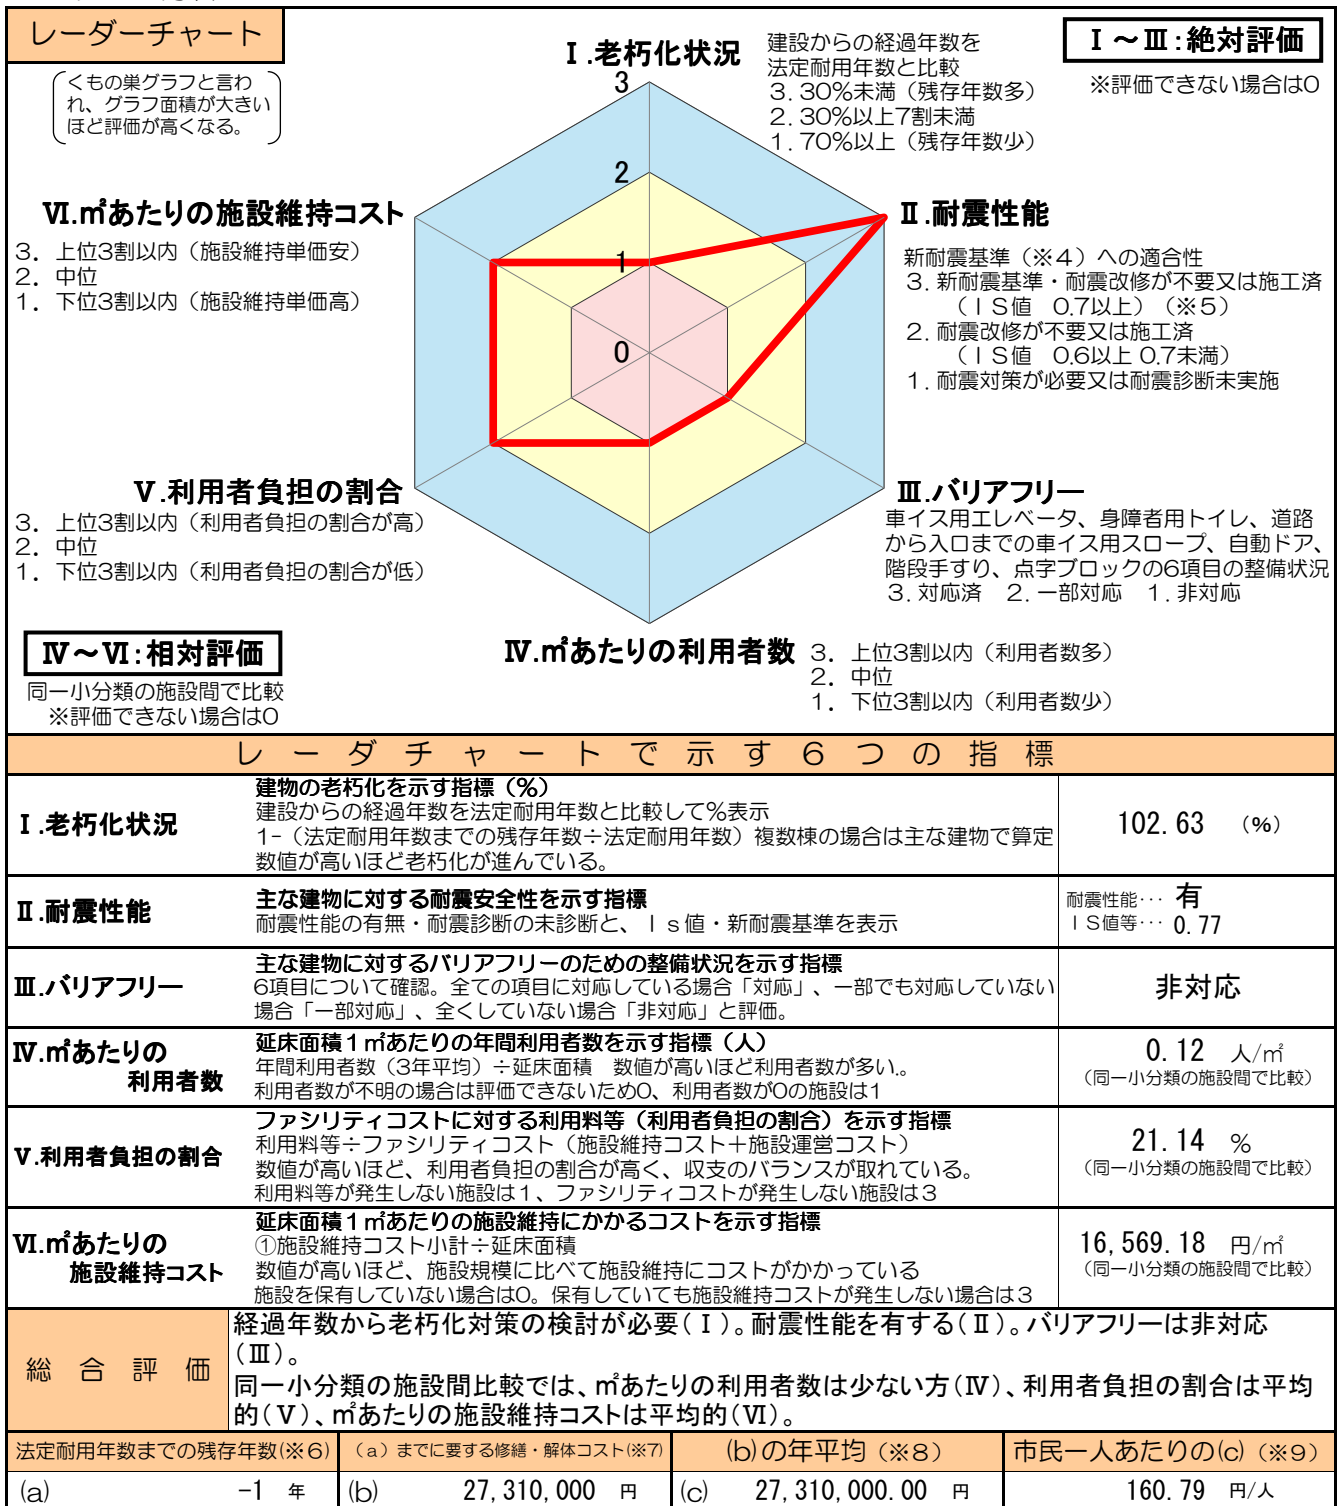 レーダーチャート
くもの巣グラフと言わ
れ、グラフ面積が大きい
ほど評価が高くなる。
Ⅰ～Ⅲ:絶対評価
※評価できない場合は0
Ⅰ.老朽化状況
建設からの経過年数を
法定耐用年数と比較
3. 30%未満（残存年数多）
2. 30%以上7割未満
1. 70%以上（残存年数少）
3
2
1
0
Ⅵ.㎡あたりの施設維持コスト
3. 上位3割以内（施設維持単価安）
2. 中位
1. 下位3割以内（施設維持単価高）
Ⅱ.耐震性能
新耐震基準（※4）への適合性
3. 新耐震基準・耐震改修が不要又は施工済
（ＩＳ値 0.7以上）（※5）
2. 耐震改修が不要又は施工済
（ＩＳ値 0.6以上 0.7未満）
1. 耐震対策が必要又は耐震診断未実施
Ⅴ.利用者負担の割合
3. 上位3割以内（利用者負担の割合が高）
2. 中位
1. 下位3割以内（利用者負担の割合が低）
Ⅲ.バリアフリー
車イス用エレベータ、身障者用トイレ、道路
から入口までの車イス用スロープ、自動ドア、
階段手すり、点字ブロックの6項目の整備状況
3. 対応済 2. 一部対応 1. 非対応
Ⅳ～Ⅵ:相対評価
同一小分類の施設間で比較
※評価できない場合は0
Ⅳ.㎡あたりの利用者数
3. 上位3割以内（利用者数多）
2. 中位
1. 下位3割以内（利用者数少）
レーダチャートで示す6つの指標
Ⅰ.老朽化状況
建物の老朽化を示す指標（%）
建設からの経過年数を法定耐用年数と比較して%表示
1-（法定耐用年数までの残存年数÷法定耐用年数）複数棟の場合は主な建物で算定
数値が高いほど老朽化が進んでいる。
102.63 （%）
Ⅱ.耐震性能
主な建物に対する耐震安全性を示す指標
耐震性能の有無・耐震診断の未診断と、Ｉｓ値・新耐震基準を表示
耐震性能… 有
ＩＳ値等… 0.77
Ⅲ.バリアフリー
主な建物に対するバリアフリーのための整備状況を示す指標
6項目について確認。全ての項目に対応している場合「対応」、一部でも対応していない
場合「一部対応」、全くしていない場合「非対応」と評価。
非対応
Ⅳ.㎡あたりの
利用者数
延床面積１㎡あたりの年間利用者数を示す指標（人）
年間利用者数（3年平均）÷延床面積 数値が高いほど利用者数が多い。
利用者数が不明の場合は評価できないため0、利用者数が0の施設は1
0.12 人/㎡
（同一小分類の施設間で比較）
Ⅴ.利用者負担の割合
ファシリティコストに対する利用料等（利用者負担の割合）を示す指標
利用料等÷ファシリティコスト（施設維持コスト＋施設運営コスト）
数値が高いほど、利用者負担の割合が高く、収支のバランスが取れている。
利用料等が発生しない施設は１、ファシリティコストが発生しない施設は３
21.14 %
（同一小分類の施設間で比較）
Ⅵ.㎡あたりの
施設維持コスト
延床面積１㎡あたりの施設維持にかかるコストを示す指標
①施設維持コスト小計÷延床面積
数値が高いほど、施設規模に比べて施設維持にコストがかかっている
施設を保有していない場合は0。保有していても施設維持コストが発生しない場合は３
16,569.18 円/㎡
（同一小分類の施設間で比較）
総合評価
経過年数から老朽化対策の検討が必要(Ⅰ)。耐震性能を有する(Ⅱ)。バリアフリーは非対応
(Ⅲ)。
同一小分類の施設間比較では、㎡あたりの利用者数は少ない方(Ⅳ)、利用者負担の割合は平均
的(Ⅴ)、㎡あたりの施設維持コストは平均的(Ⅵ)。
法定耐用年数までの残存年数(※6)
（a）までに要する修繕・解体コスト(※7)
(b)の年平均（※8）
市民一人あたりの(c)（※9）
(a) -1 年
(b) 27,310,000 円
(c) 27,310,000.00 円
160.79 円/人